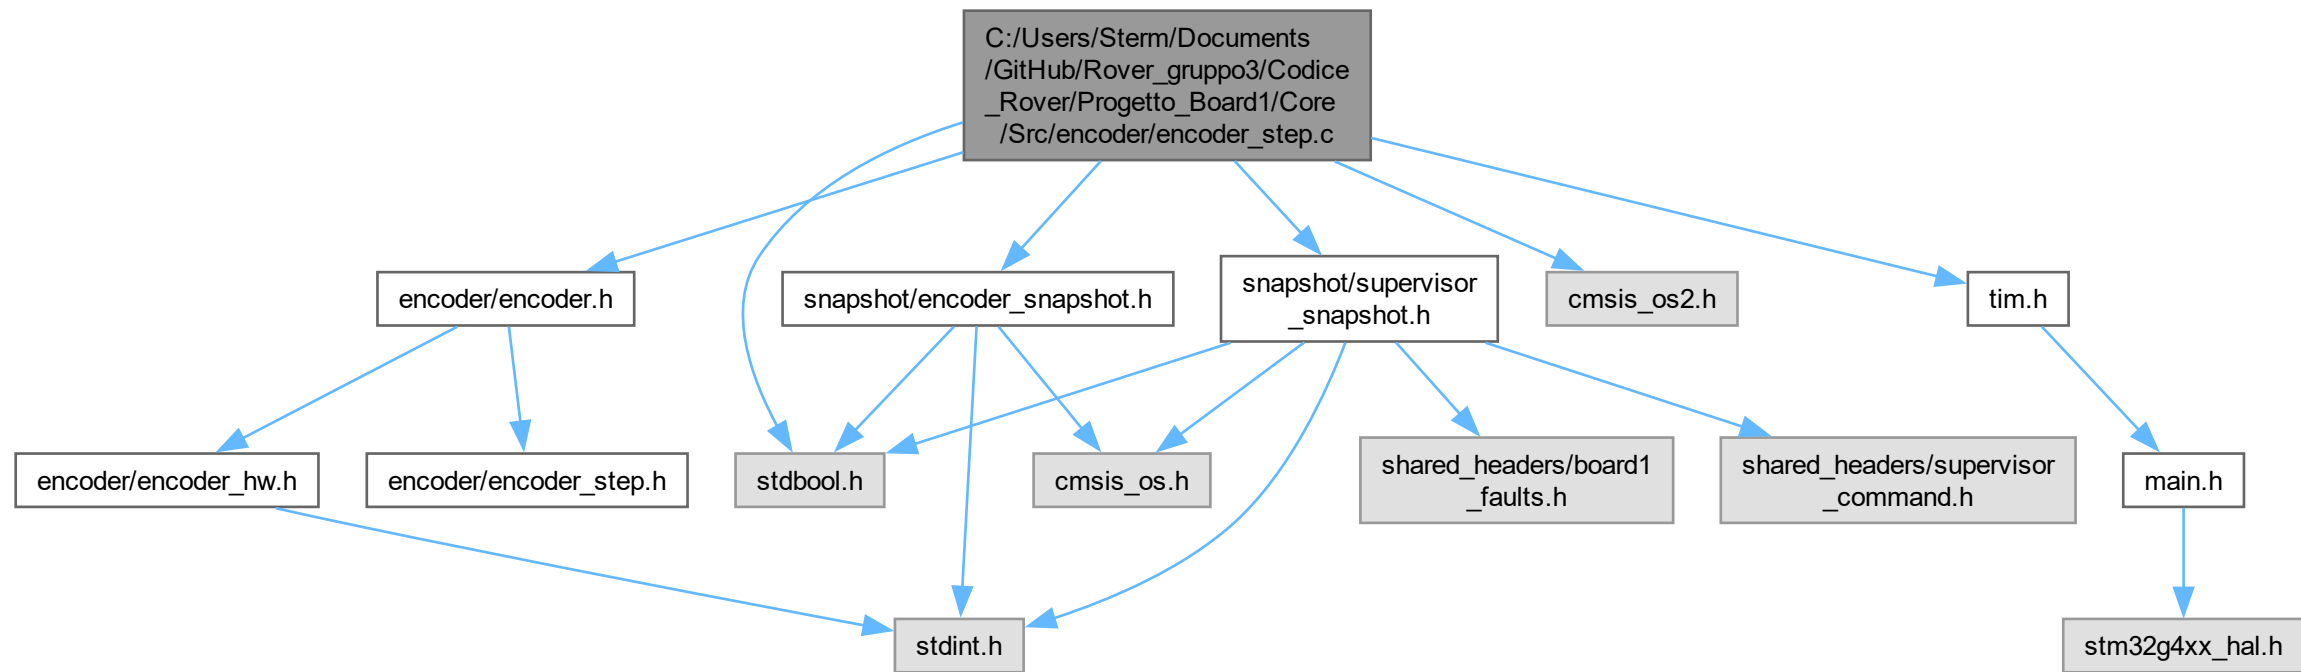 C:/Users/Sterm/Documents
/GitHub/Rover_gruppo3/Codice
_Rover/Progetto_Board1/Core
/Src/encoder/encoder_step.c
encoder/encoder.h
snapshot/encoder_snapshot.h
snapshot/supervisor
_snapshot.h
cmsis_os2.h
tim.h
encoder/encoder_hw.h
encoder/encoder_step.h
stdbool.h
cmsis_os.h
shared_headers/board1
_faults.h
shared_headers/supervisor
_command.h
main.h
stdint.h
stm32g4xx_hal.h